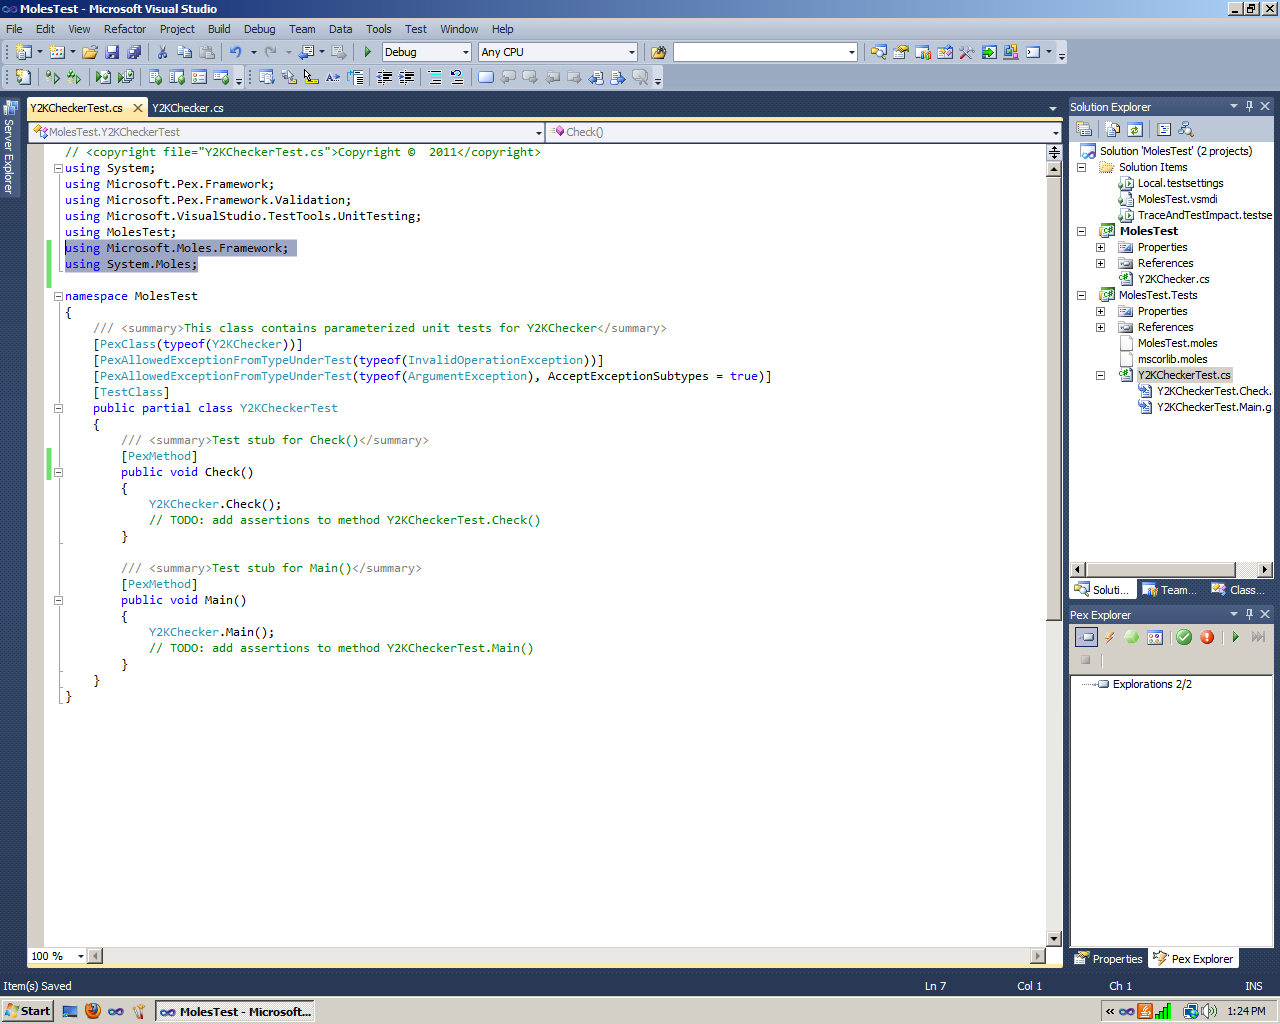 MolesTest - Microsoft Visual Studio
File Edit View Refactor Project Build Debug Team Data Tools Test Window Help
Debug Any CPU
Server Explorer
Y2KCheckerTest.cs Y2KChecker.cs
MolesTest.Y2KCheckerTest Check()
// <copyright file="Y2KCheckerTest.cs">Copyright © 2011</copyright>
using System;
using Microsoft.Pex.Framework;
using Microsoft.Pex.Framework.Validation;
using Microsoft.VisualStudio.TestTools.UnitTesting;
using MolesTest;
using Microsoft.Moles.Framework;
using System.Moles;
namespace MolesTest
{
/// <summary>This class contains parameterized unit tests for Y2KChecker</summary>
[PexClass(typeof(Y2KChecker))]
[PexAllowedExceptionFromTypeUnderTest(typeof(InvalidOperationException))]
[PexAllowedExceptionFromTypeUnderTest(typeof(ArgumentException), AcceptExceptionSubtypes = true)]
[TestClass]
public partial class Y2KCheckerTest
{
/// <summary>Test stub for Check()</summary>
[PexMethod]
public void Check()
{
Y2KChecker.Check();
// TODO: add assertions to method Y2KCheckerTest.Check()
}
/// <summary>Test stub for Main()</summary>
[PexMethod]
public void Main()
{
Y2KChecker.Main();
// TODO: add assertions to method Y2KCheckerTest.Main()
}
}
}
100 %
Solution Explorer
Solution 'MolesTest' (2 projects)
Solution Items
Local.testsettings
MolesTest.vsmdi
TraceAndTestImpact.testse
MolesTest
Properties
References
Y2KChecker.cs
MolesTest.Tests
Properties
References
MolesTest.moles
mscorlib.moles
Y2KCheckerTest.cs
Y2KCheckerTest.Check.
Y2KCheckerTest.Main.g
Soluti... Team... Class...
Pex Explorer
Explorations 2/2
Properties Pex Explorer
Item(s) Saved Ln 7 Col 1 Ch 1 INS
Start MolesTest - Microsoft... 1:24 PM